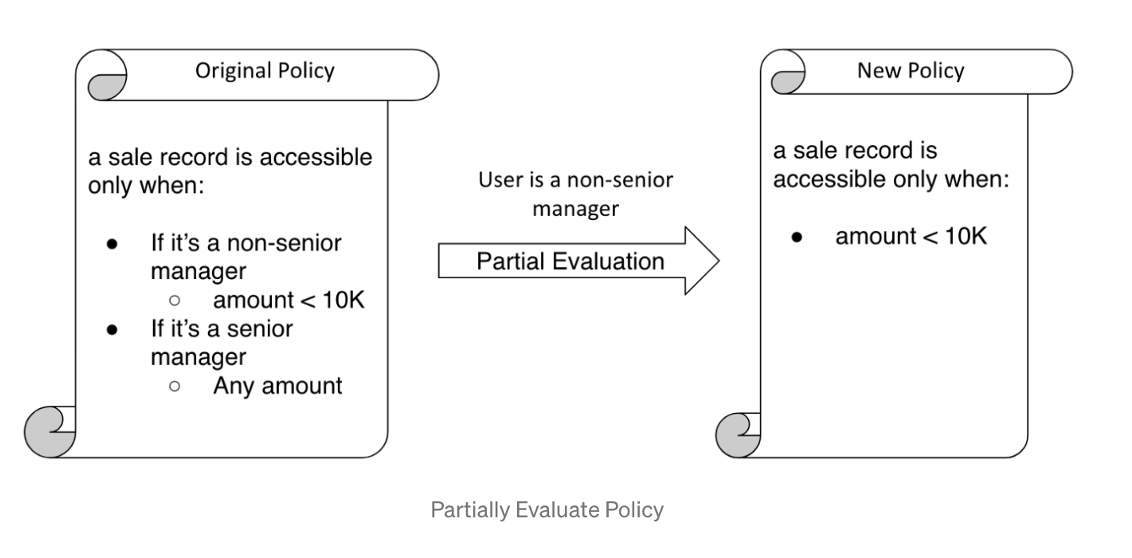 Original Policy
a sale record is accessible
only when:
● If it's a non-senior
manager
○ amount < 10K
● If it's a senior
manager
○ Any amount
User is a non-senior
manager
Partial Evaluation
New Policy
a sale record is
accessible only when:
● amount < 10K
Partially Evaluate Policy